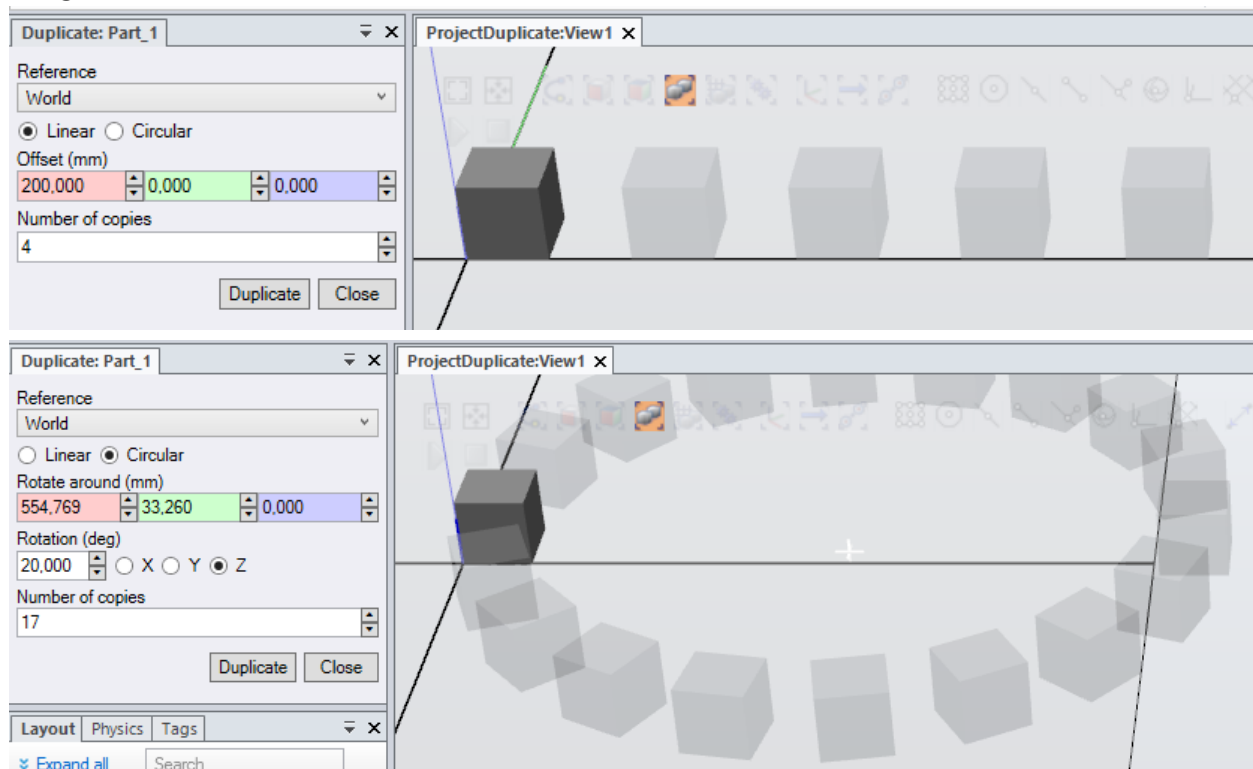 Duplicate: Part_1
ProjectDuplicate:View1
Reference
World
Linear Circular
Offset (mm)
200,000 0,000 0,000
Number of copies
4
Duplicate Close
Duplicate: Part_1
ProjectDuplicate:View1
Reference
World
Linear Circular
Rotate around (mm)
554,769 33,260 0,000
Rotation (deg)
20,000 X Y Z
Number of copies
17
Duplicate Close
Layout Physics Tags
Expand all Search